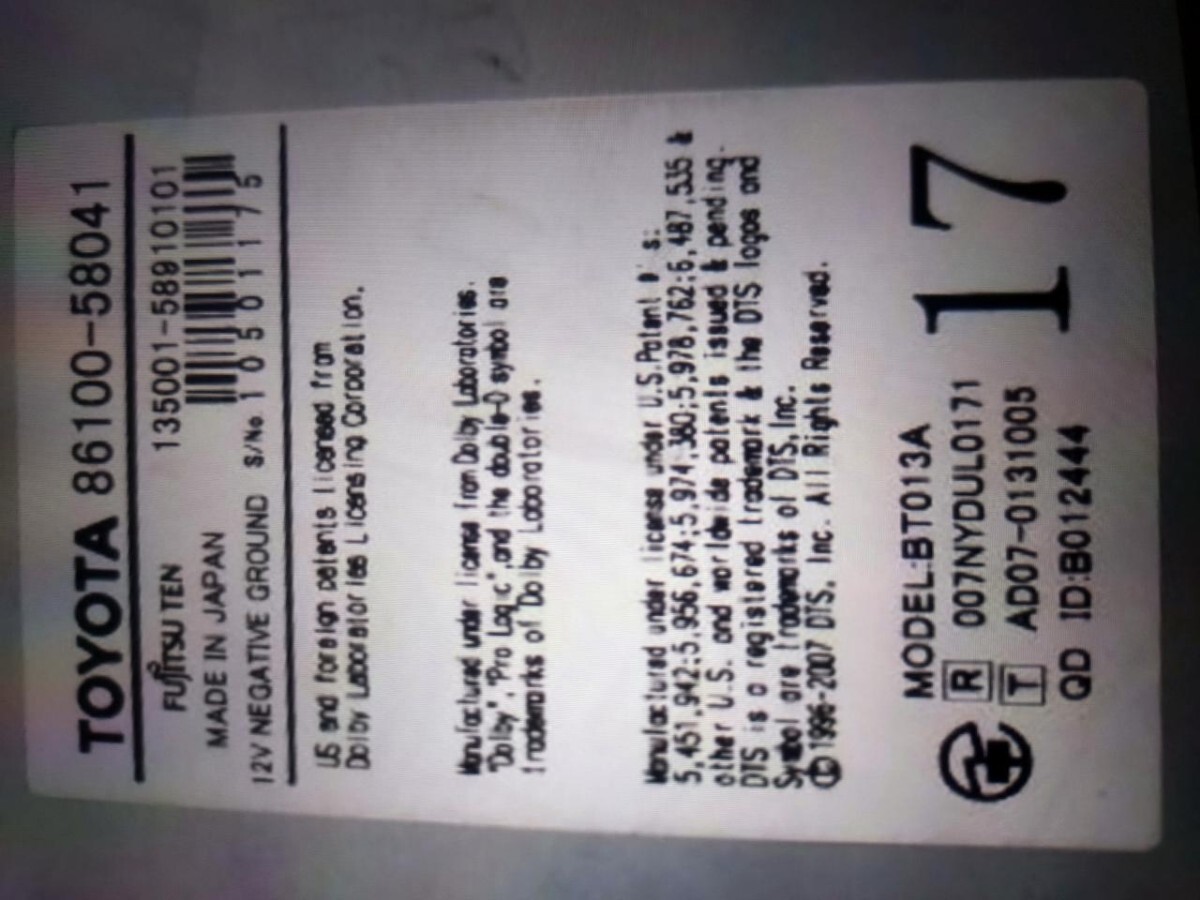 TOYOTA 86100-58041
FUJITSU TEN 135001-58910101
MADE IN JAPAN
12V NEGATIVE GROUND S/No 10501175
US and foreign patents licensed from
Dolby Laboratories Licensing Corporation.
Manufactured under license from Dolby Laboratories.
"Dolby", "Pro Logic", and the double-D symbol are
trademarks of Dolby Laboratories.
Manufactured under license under U.S.Patent #'s:
5,451,942:5,956,674:5,974,380:5,978,762:6,487,535 &
other U.S. and worldwide patents issued & pending.
DTS is a registered trademark & the DTS logos and
Symbol are trademarks of DTS, Inc.
© 1996-2007 DTS, Inc. All Rights Reserved.
MODEL:BT013A
R 007NYDUL0171
T AD07-0131005
QD ID:B012444
17